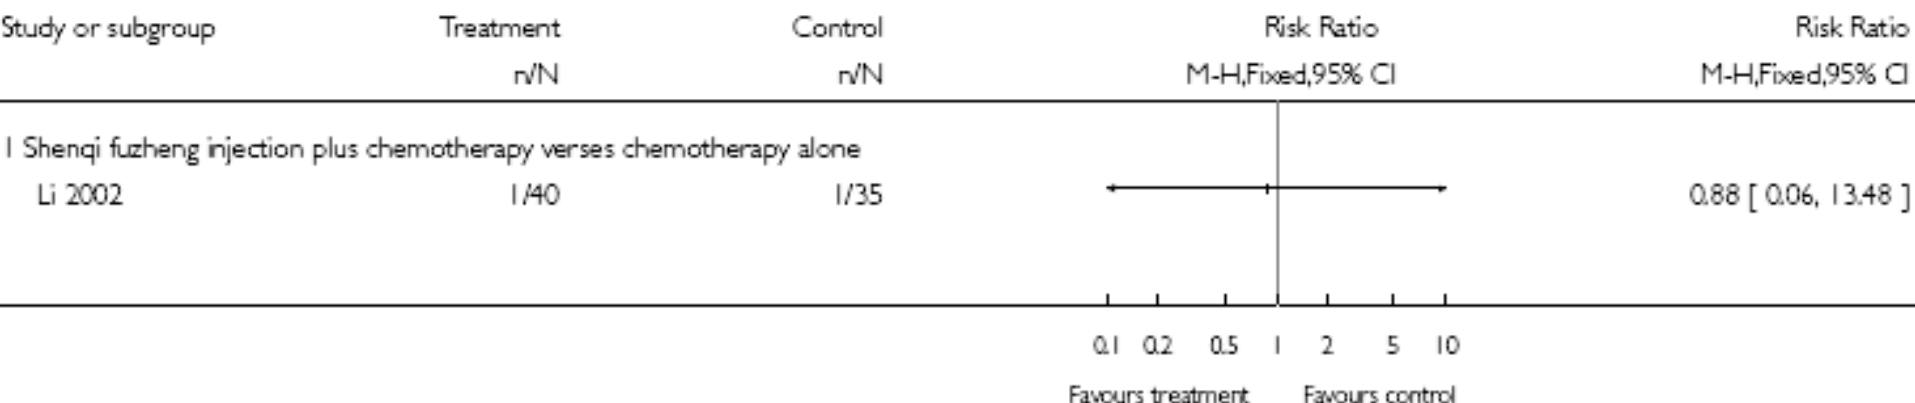 Study or subgroup Treatment Control Risk Ratio Risk Ratio
n/N n/N M-H,Fixed,95% CI M-H,Fixed,95% CI
1 Shenqi fuzheng injection plus chemotherapy verses chemotherapy alone
Li 2002 1/40 1/35 0.88 [ 0.06, 13.48 ]
0.1 0.2 0.5 1 2 5 10
Favours treatment Favours control